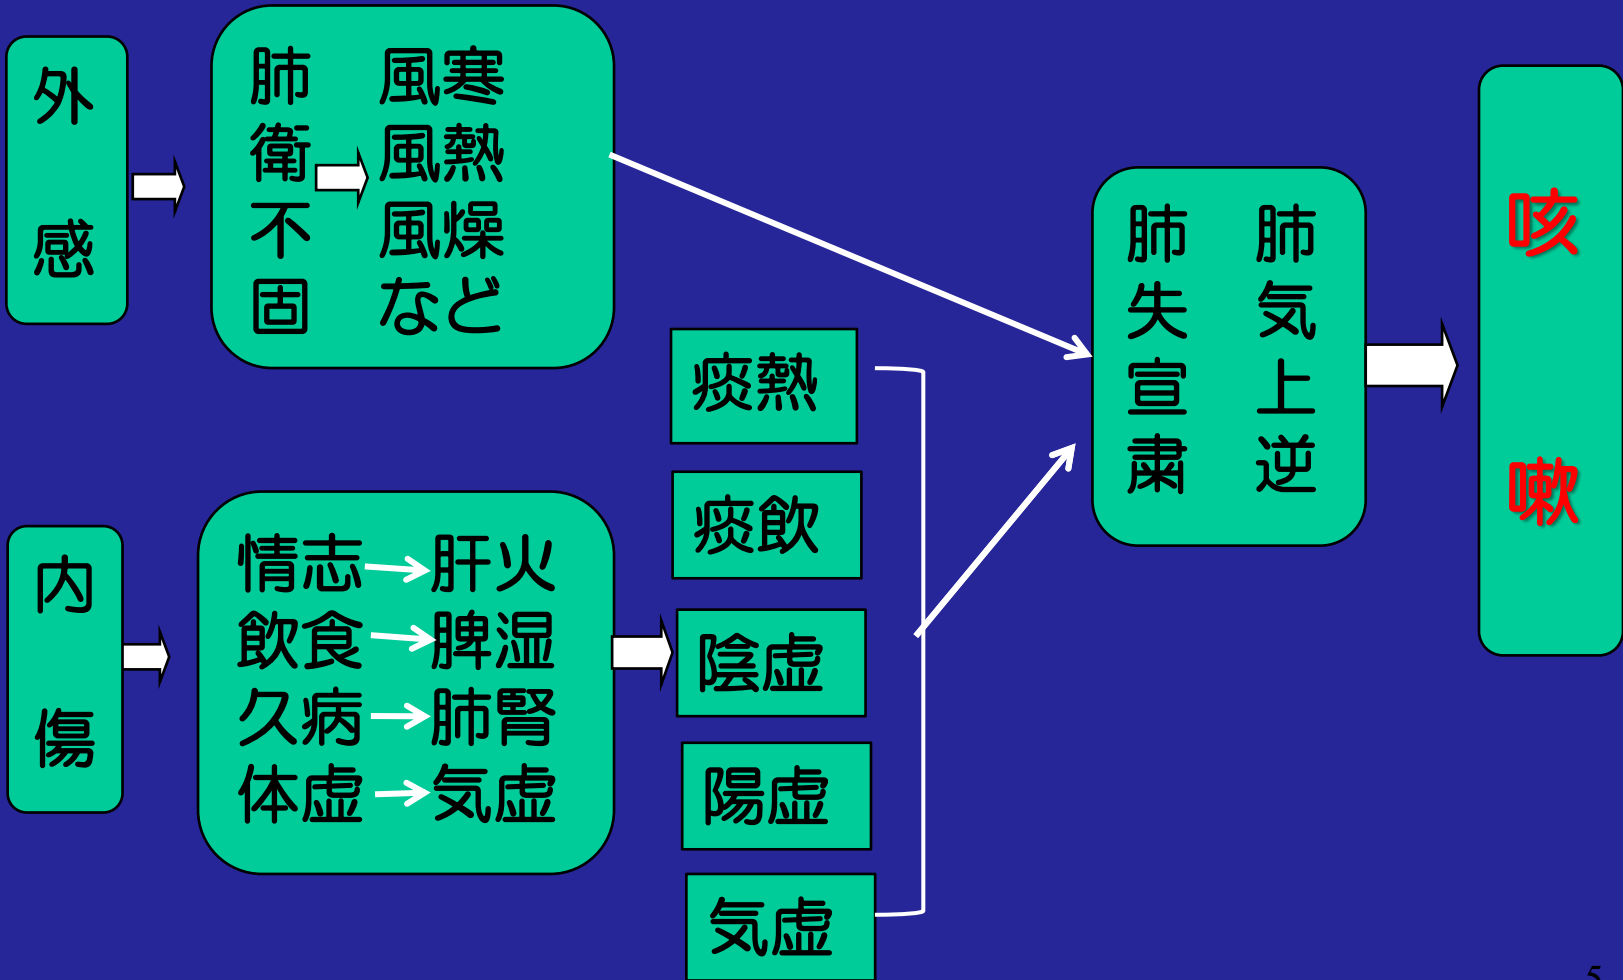 外感
肺衛不固
風寒
風熱
風燥
など
内傷
情志 肝火
飲食 脾湿
久病 肺腎
体虚 気虚
痰熱
痰飲
陰虚
陽虚
気虚
肺失宣粛
肺気上逆
咳嗽
5